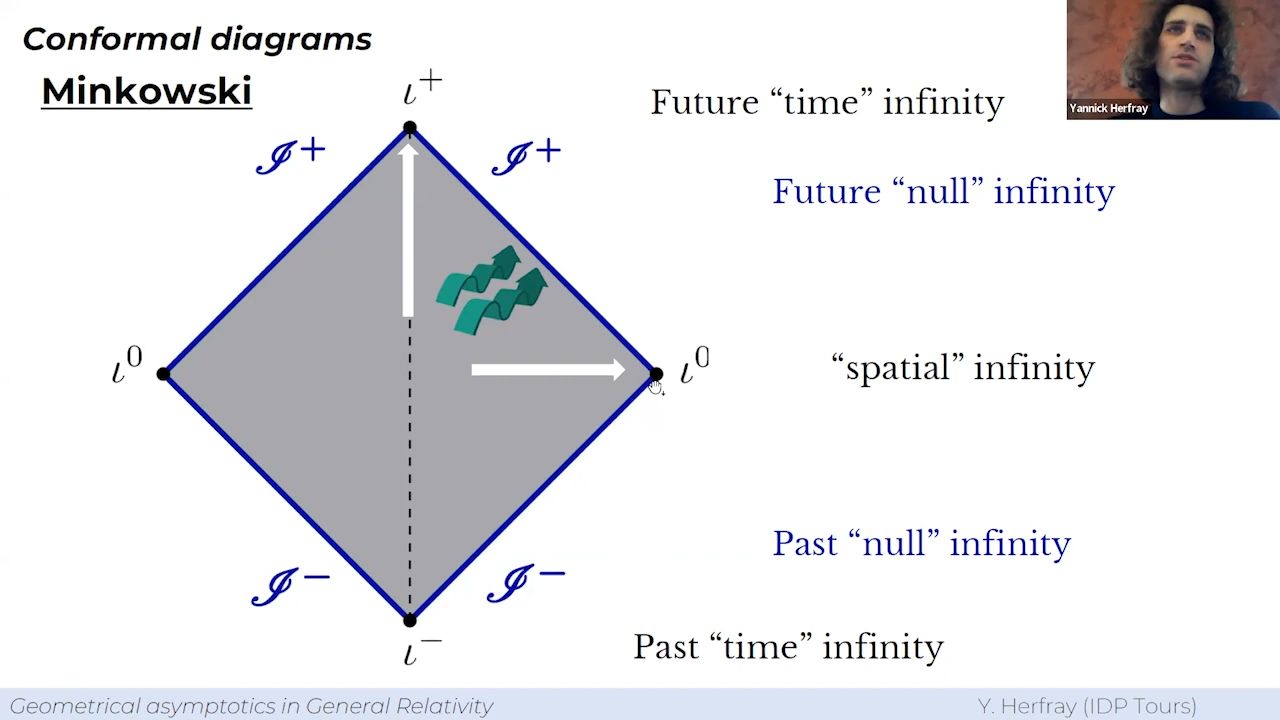 Conformal diagrams
Minkowski
Yannick Herfray
ι⁺
Future “time” infinity
ℐ⁺ ℐ⁺
Future “null” infinity
ι⁰ ι⁰
“spatial” infinity
Past “null” infinity
ℐ⁻ ℐ⁻
ι⁻
Past “time” infinity
Geometrical asymptotics in General Relativity
Y. Herfray (IDP Tours)